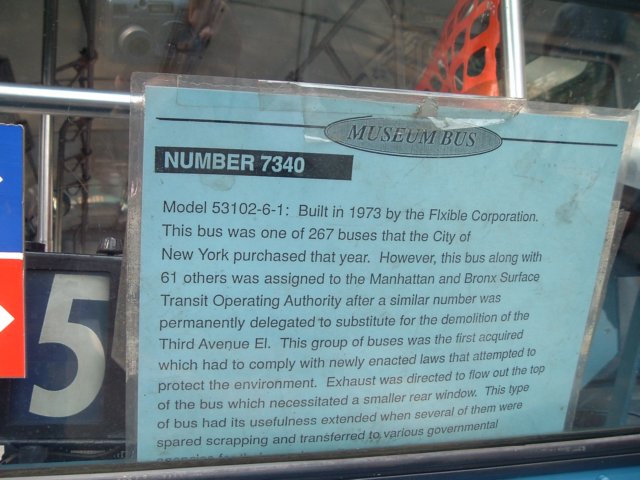 MUSEUM BUS
NUMBER 7340
Model 53102-6-1: Built in 1973 by the Flxible Corporation.
This bus was one of 267 buses that the City of
New York purchased that year. However, this bus along with
61 others was assigned to the Manhattan and Bronx Surface
Transit Operating Authority after a similar number was
permanently delegated to substitute for the demolition of the
Third Avenue El. This group of buses was the first acquired
which had to comply with newly enacted laws that attempted to
protect the environment. Exhaust was directed to flow out the top
of the bus which necessitated a smaller rear window. This type
of bus had its usefulness extended when several of them were
spared scrapping and transferred to various governmental
5